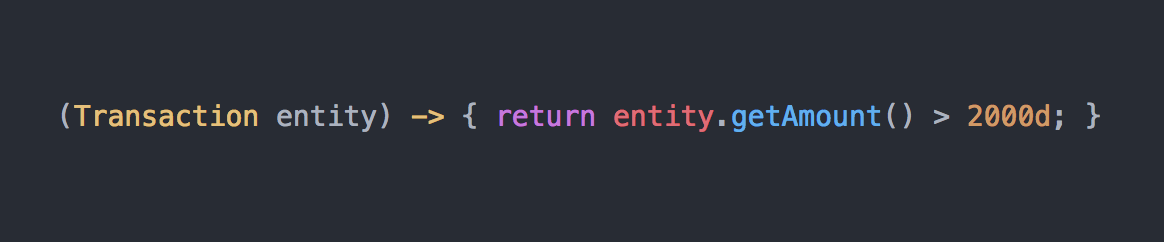 (Transaction entity) -> { return entity.getAmount() > 2000d; }